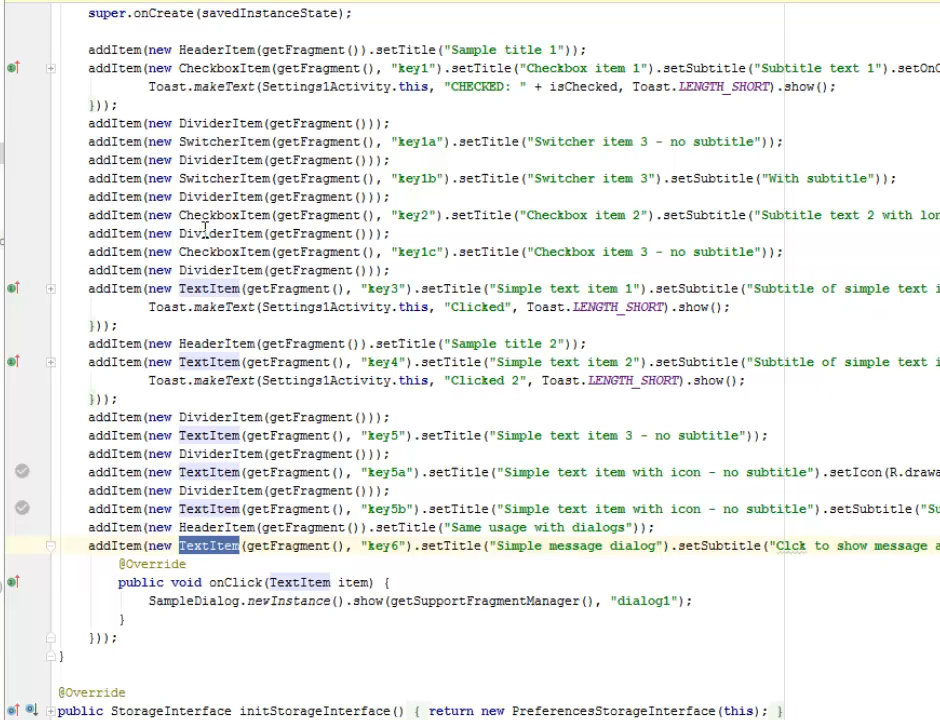 super.onCreate(savedInstanceState);
addItem(new HeaderItem(getFragment()).setTitle("Sample title 1"));
addItem(new CheckboxItem(getFragment(), "key1").setTitle("Checkbox item 1").setSubtitle("Subtitle text 1").setOnC
Toast.makeText(Settings1Activity.this, "CHECKED: " + isChecked, Toast.LENGTH_SHORT).show();
}));
addItem(new DividerItem(getFragment()));
addItem(new SwitcherItem(getFragment(), "key1a").setTitle("Switcher item 3 - no subtitle"));
addItem(new DividerItem(getFragment()));
addItem(new SwitcherItem(getFragment(), "key1b").setTitle("Switcher item 3").setSubtitle("With subtitle"));
addItem(new DividerItem(getFragment()));
addItem(new CheckboxItem(getFragment(), "key2").setTitle("Checkbox item 2").setSubtitle("Subtitle text 2 with lon
addItem(new DividerItem(getFragment()));
addItem(new CheckboxItem(getFragment(), "key1c").setTitle("Checkbox item 3 - no subtitle"));
addItem(new DividerItem(getFragment()));
addItem(new TextItem(getFragment(), "key3").setTitle("Simple text item 1").setSubtitle("Subtitle of simple text i
Toast.makeText(Settings1Activity.this, "Clicked", Toast.LENGTH_SHORT).show();
}));
addItem(new HeaderItem(getFragment()).setTitle("Sample title 2"));
addItem(new TextItem(getFragment(), "key4").setTitle("Simple text item 2").setSubtitle("Subtitle of simple text i
Toast.makeText(Settings1Activity.this, "Clicked 2", Toast.LENGTH_SHORT).show();
}));
addItem(new DividerItem(getFragment()));
addItem(new TextItem(getFragment(), "key5").setTitle("Simple text item 3 - no subtitle"));
addItem(new DividerItem(getFragment()));
addItem(new TextItem(getFragment(), "key5a").setTitle("Simple text item with icon - no subtitle").setIcon(R.drawa
addItem(new DividerItem(getFragment()));
addItem(new TextItem(getFragment(), "key5b").setTitle("Simple text item with icon - no subtitle").setSubtitle("Su
addItem(new HeaderItem(getFragment()).setTitle("Same usage with dialogs"));
addItem(new TextItem(getFragment(), "key6").setTitle("Simple message dialog").setSubtitle("Clck to show message a
@Override
public void onClick(TextItem item) {
SampleDialog.newInstance().show(getSupportFragmentManager(), "dialog1");
}
}));
}
@Override
public StorageInterface initStorageInterface() { return new PreferencesStorageInterface(this); }